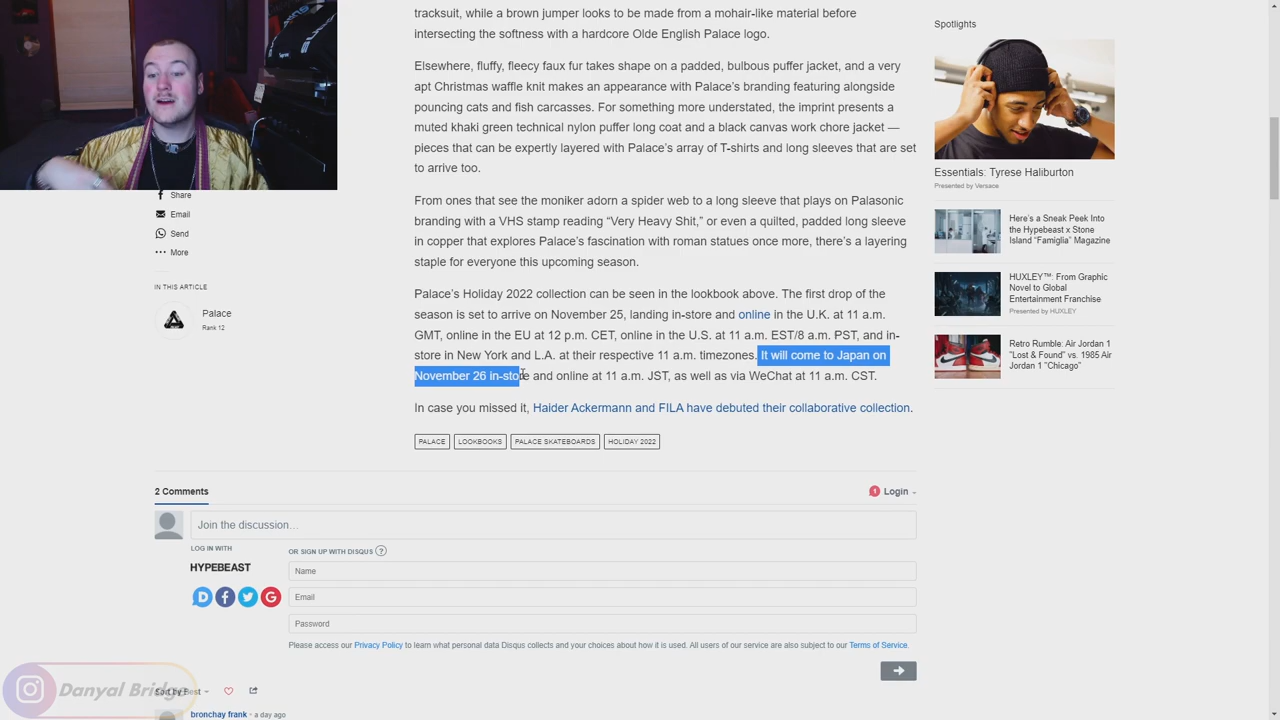 tracksuit, while a brown jumper looks to be made from a mohair-like material before
intersecting the softness with a hardcore Olde English Palace logo.
Elsewhere, fluffy, fleecy faux fur takes shape on a padded, bulbous puffer jacket, and a very
apt Christmas waffle knit makes an appearance with Palace's branding featuring alongside
pouncing cats and fish carcasses. For something more understated, the imprint presents a
muted khaki green technical nylon puffer long coat and a black canvas work chore jacket —
pieces that can be expertly layered with Palace's array of T-shirts and long sleeves that are set
to arrive too.
From ones that see the moniker adorn a spider web to a long sleeve that plays on Palasonic
branding with a VHS stamp reading “Very Heavy Shit,” or even a quilted, padded long sleeve
in copper that explores Palace's fascination with roman statues once more, there's a layering
staple for everyone this upcoming season.
Palace's Holiday 2022 collection can be seen in the lookbook above. The first drop of the
season is set to arrive on November 25, landing in-store and online in the U.K. at 11 a.m.
GMT, online in the EU at 12 p.m. CET, online in the U.S. at 11 a.m. EST/8 a.m. PST, and in-
store in New York and L.A. at their respective 11 a.m. timezones. It will come to Japan on
November 26 in-store and online at 11 a.m. JST, as well as via WeChat at 11 a.m. CST.
In case you missed it, Haider Ackermann and FILA have debuted their collaborative collection.
PALACE LOOKBOOKS PALACE SKATEBOARDS HOLIDAY 2022
Share
Email
Send
More
IN THIS ARTICLE
Palace
Rank 12
Spotlights
Essentials: Tyrese Haliburton
Presented by Versace
Here's a Sneak Peek Into
the Hypebeast x Stone
Island “Famiglia” Magazine
HUXLEY™: From Graphic
Novel to Global
Entertainment Franchise
Presented by HUXLEY
Retro Rumble: Air Jordan 1
"Lost & Found" vs. 1985 Air
Jordan 1 "Chicago"
2 Comments
1 Login
Join the discussion…
LOG IN WITH
HYPEBEAST
OR SIGN UP WITH DISQUS ?
Name
Email
Password
Please access our Privacy Policy to learn what personal data Disqus collects and your choices about how it is used. All users of our service are also subject to our Terms of Service.
Sort by Best
Danyal Bridge
bronchay frank • a day ago